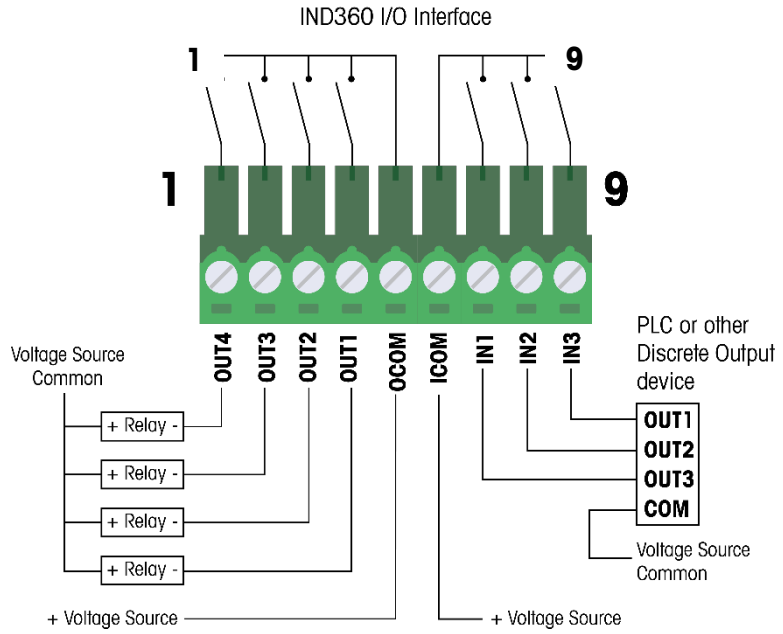 IND360 I/O Interface
1
9
1
9
OUT4
OUT3
OUT2
OUT1
OCOM
ICOM
IN1
IN2
IN3
Voltage Source
Common
+ Relay -
+ Relay -
+ Relay -
+ Relay -
+ Voltage Source
+ Voltage Source
PLC or other
Discrete Output
device
OUT1
OUT2
OUT3
COM
Voltage Source
Common